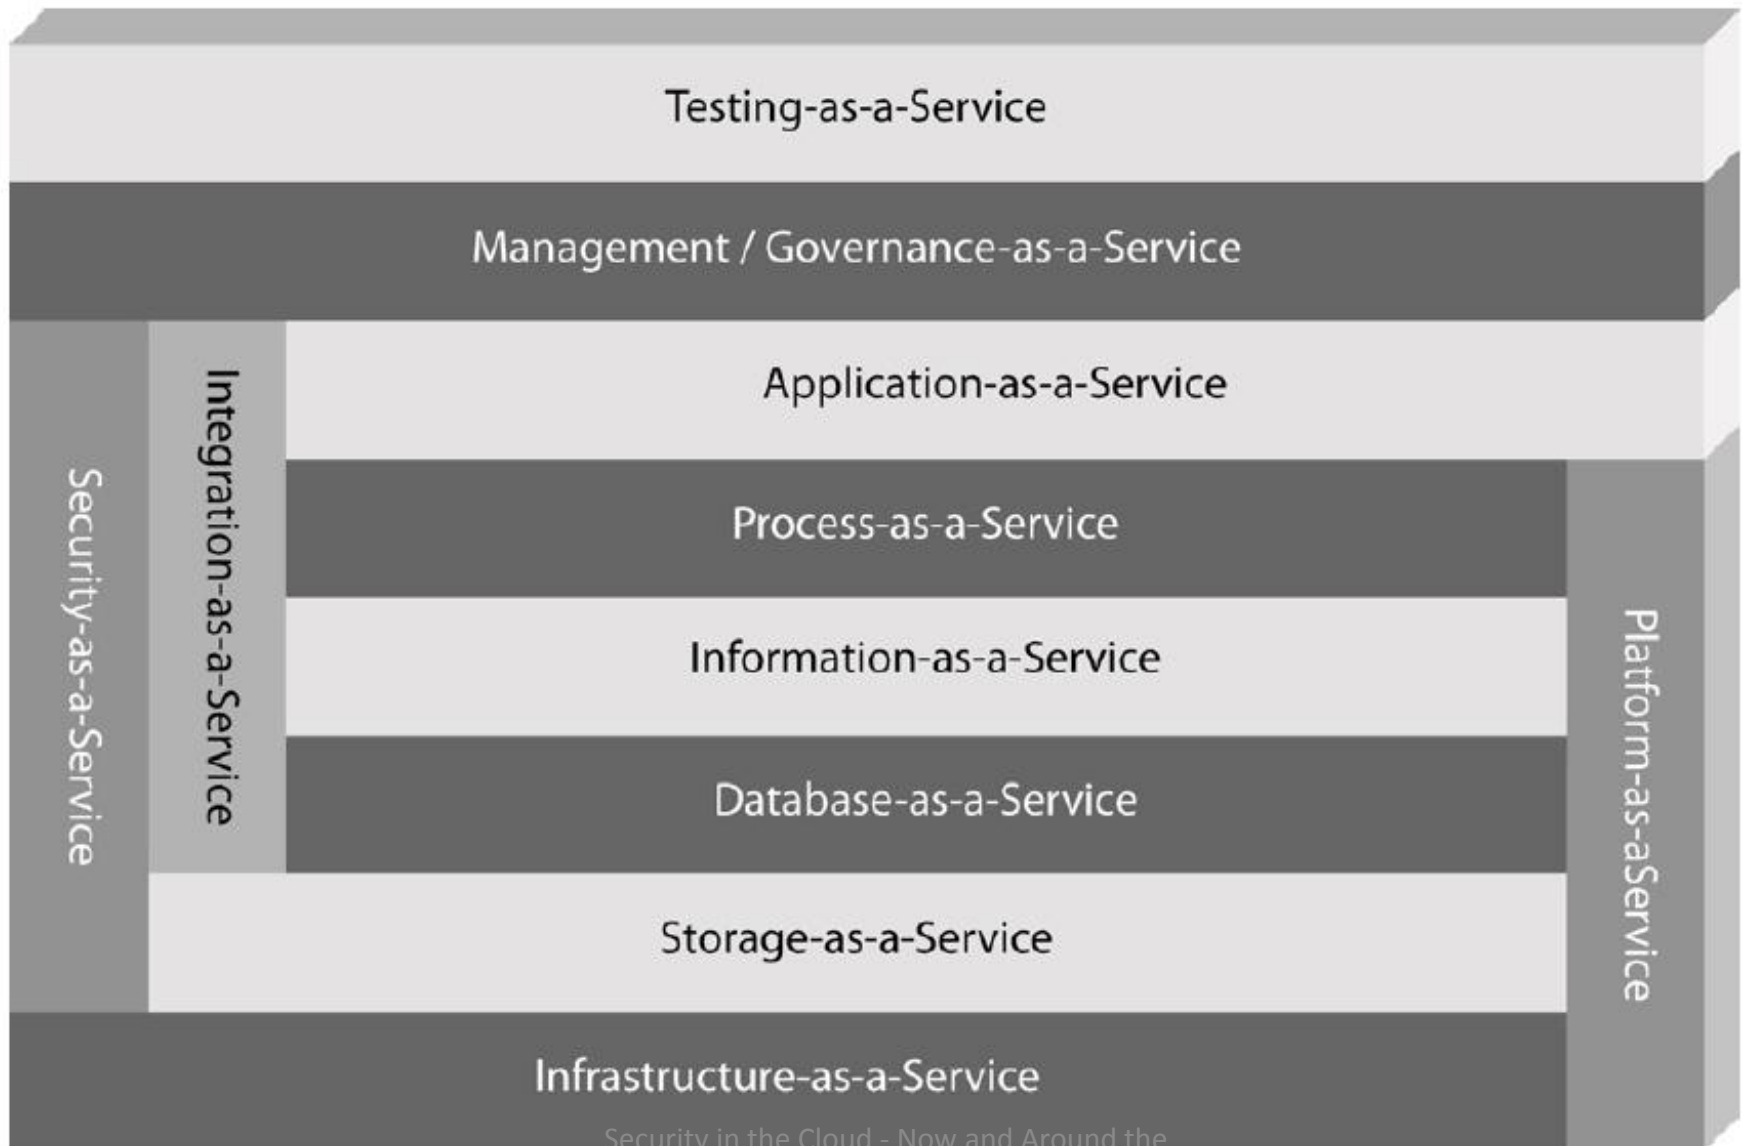 Testing-as-a-Service
Management / Governance-as-a-Service
Application-as-a-Service
Integration-as-a-Service
Security-as-a-Service
Process-as-a-Service
Information-as-a-Service
Platform-as-aService
Database-as-a-Service
Storage-as-a-Service
Infrastructure-as-a-Service
Security in the Cloud - Now and Around the